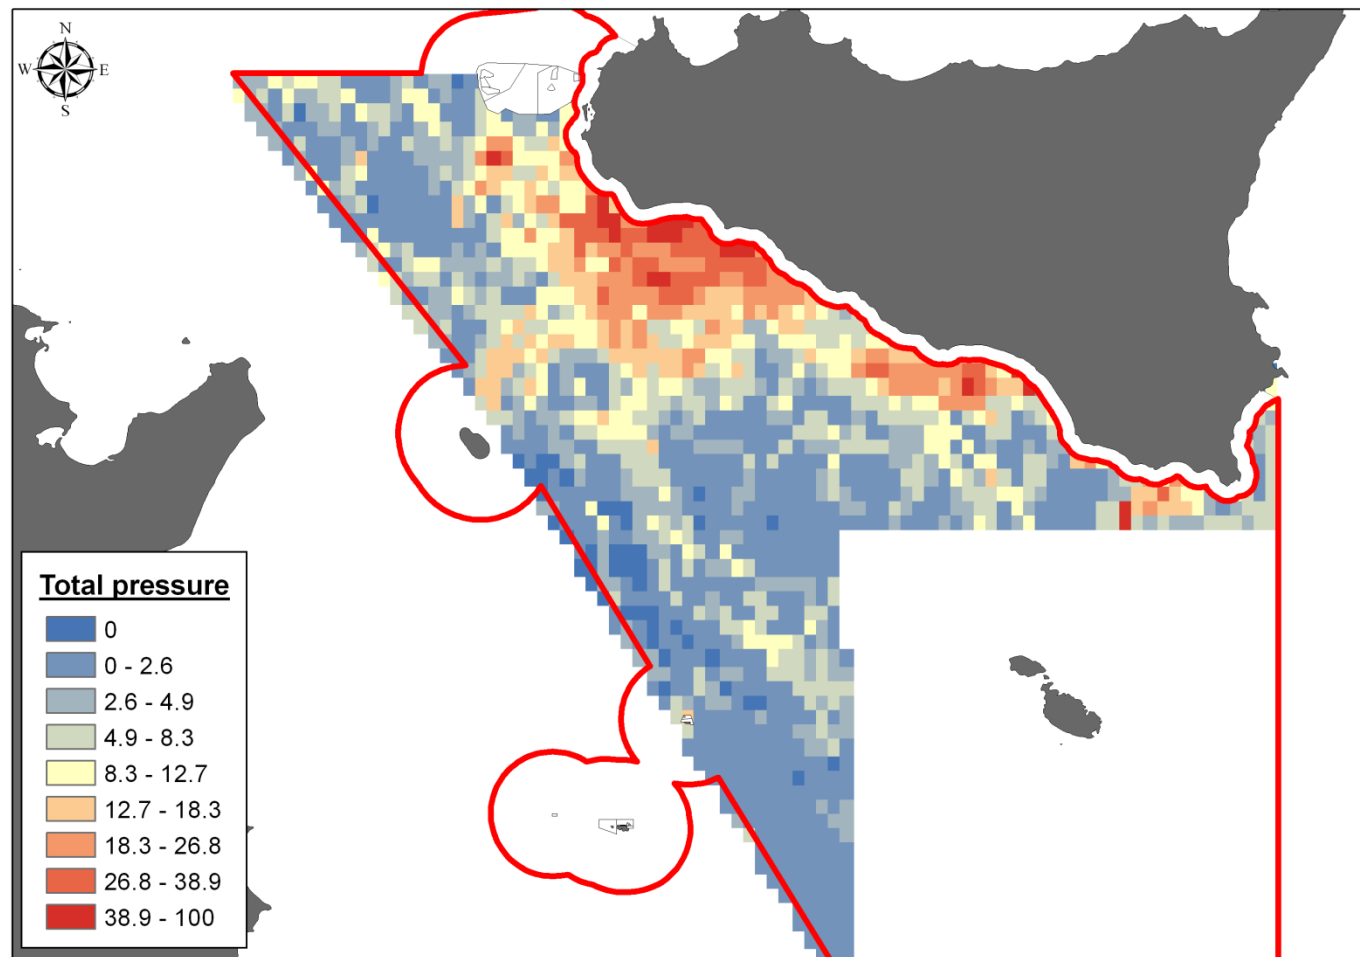 N
W E
S
Total pressure
0
0 - 2.6
2.6 - 4.9
4.9 - 8.3
8.3 - 12.7
12.7 - 18.3
18.3 - 26.8
26.8 - 38.9
38.9 - 100